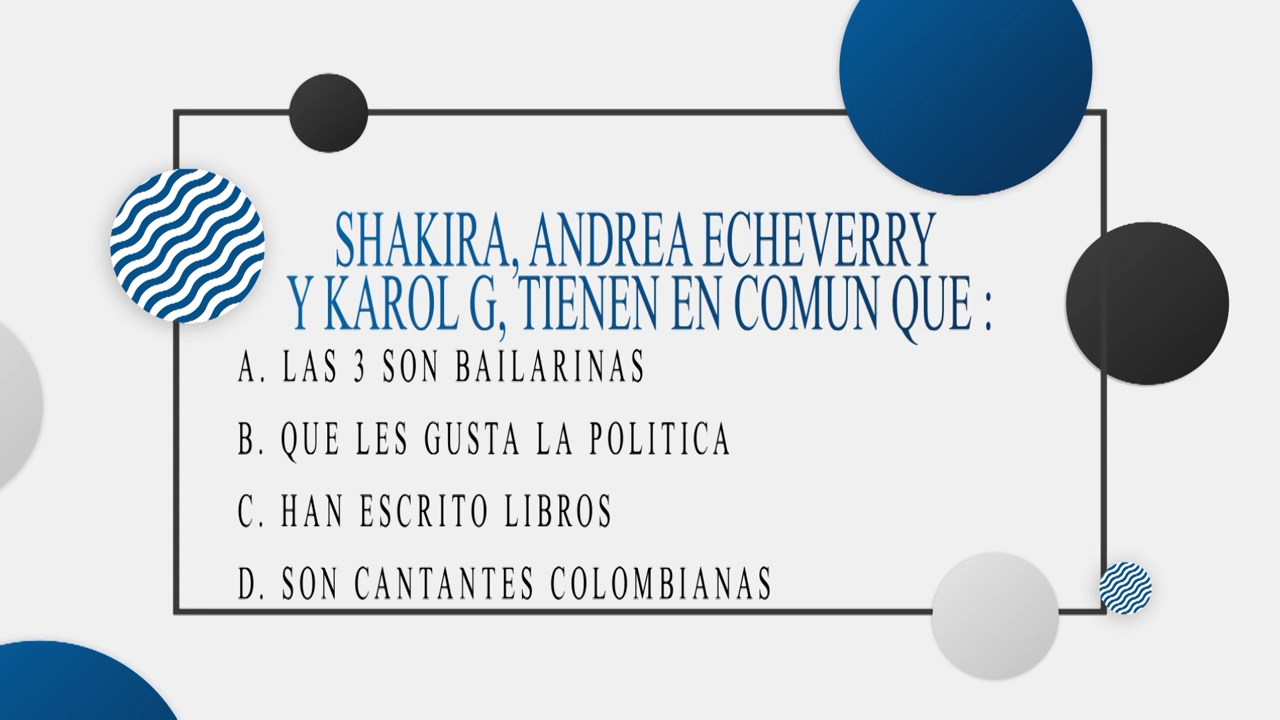 SHAKIRA, ANDREA ECHEVERRY
Y KAROL G, TIENEN EN COMUN QUE :
A. LAS 3 SON BAILARINAS
B. QUE LES GUSTA LA POLITICA
C. HAN ESCRITO LIBROS
D. SON CANTANTES COLOMBIANAS